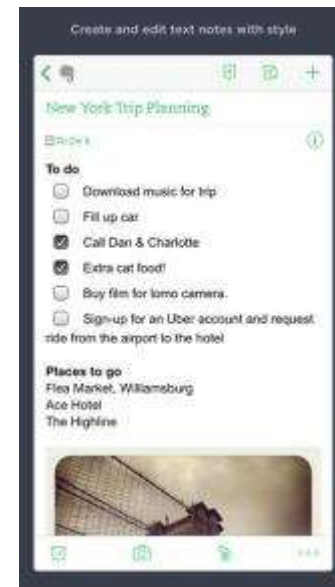 Create and edit text notes with style
New York Trip Planning
To do
Download music for trip
Fill up car
Call Dan & Charlotte
Extra cat food!
Buy film for lomo camera.
Sign-up for an Uber account and request
ride from the airport to the hotel
Places to go
Flea Market, Williamsburg
Ace Hotel
The Highline